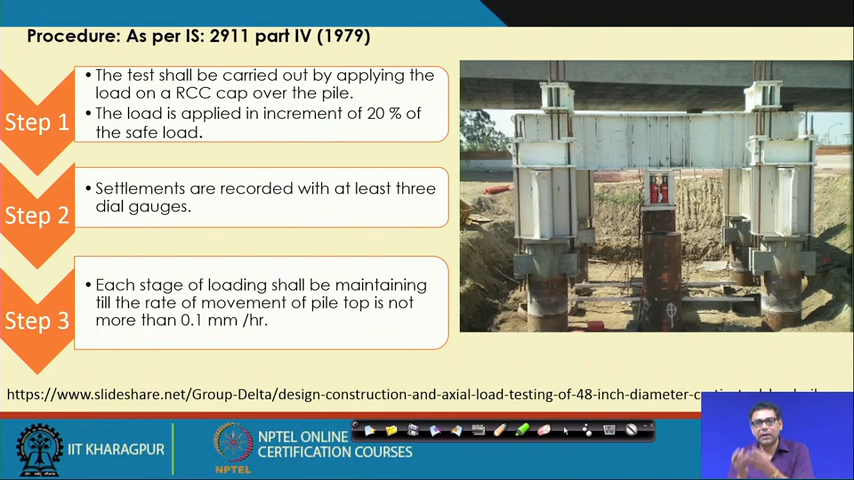 Procedure: As per IS: 2911 part IV (1979)
Step 1
• The test shall be carried out by applying the
load on a RCC cap over the pile.
• The load is applied in increment of 20 % of
the safe load.
Step 2
• Settlements are recorded with at least three
dial gauges.
Step 3
• Each stage of loading shall be maintaining
till the rate of movement of pile top is not
more than 0.1 mm /hr.
https://www.slideshare.net/Group-Delta/design-construction-and-axial-load-testing-of-48-inch-diameter-
IIT KHARAGPUR
NPTEL
NPTEL ONLINE
CERTIFICATION COURSES